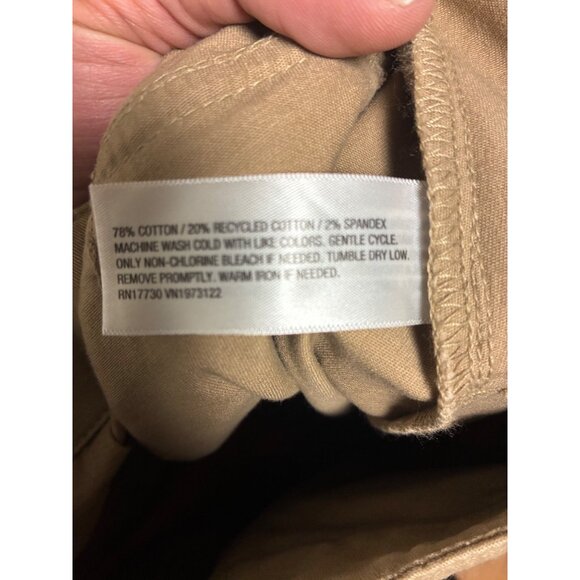 78% COTTON / 20% RECYCLED COTTON / 2% SPANDEX
MACHINE WASH COLD WITH LIKE COLORS. GENTLE CYCLE.
ONLY NON-CHLORINE BLEACH IF NEEDED. TUMBLE DRY LOW.
REMOVE PROMPTLY. WARM IRON IF NEEDED.
RN17730 VN1973122